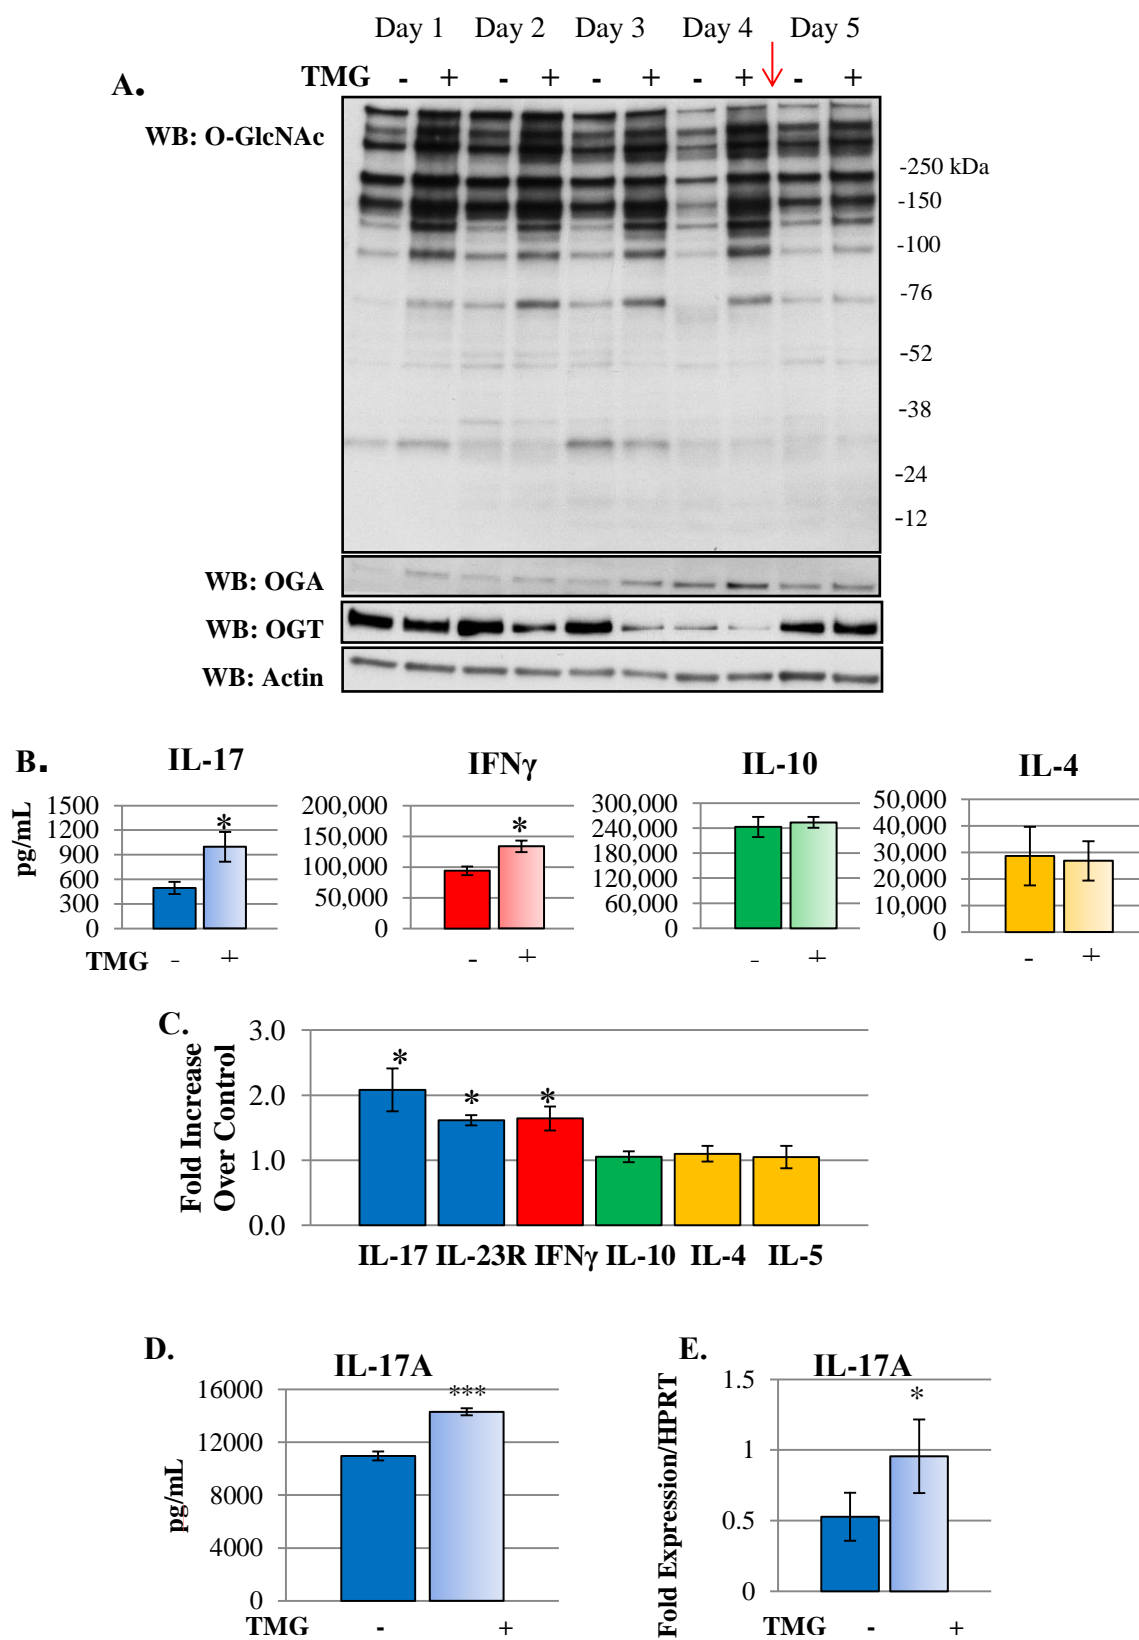 Day 1 Day 2 Day 3 Day 4 Day 5
TMG - + - + - + - + - +
A.
WB: O-GlcNAc
-250 kDa
-150
-100
-76
-52
-38
-24
-12
WB: OGA
WB: OGT
WB: Actin
B.
IL-17
pg/mL
1500
1200
900
600
300
0
*
TMG - +
IFNγ
200,000
150,000
100,000
50,000
0
*
- +
IL-10
300,000
240,000
180,000
120,000
60,000
0
- +
IL-4
50,000
40,000
30,000
20,000
10,000
0
- +
C.
Fold Increase
Over Control
3.0
2.0
1.0
0.0
* * *
IL-17 IL-23R IFNγ IL-10 IL-4 IL-5
D.
IL-17A
pg/mL
16000
12000
8000
4000
0
***
TMG - +
E.
IL-17A
Fold Expression/HPRT
1.5
1
0.5
0
*
TMG - +